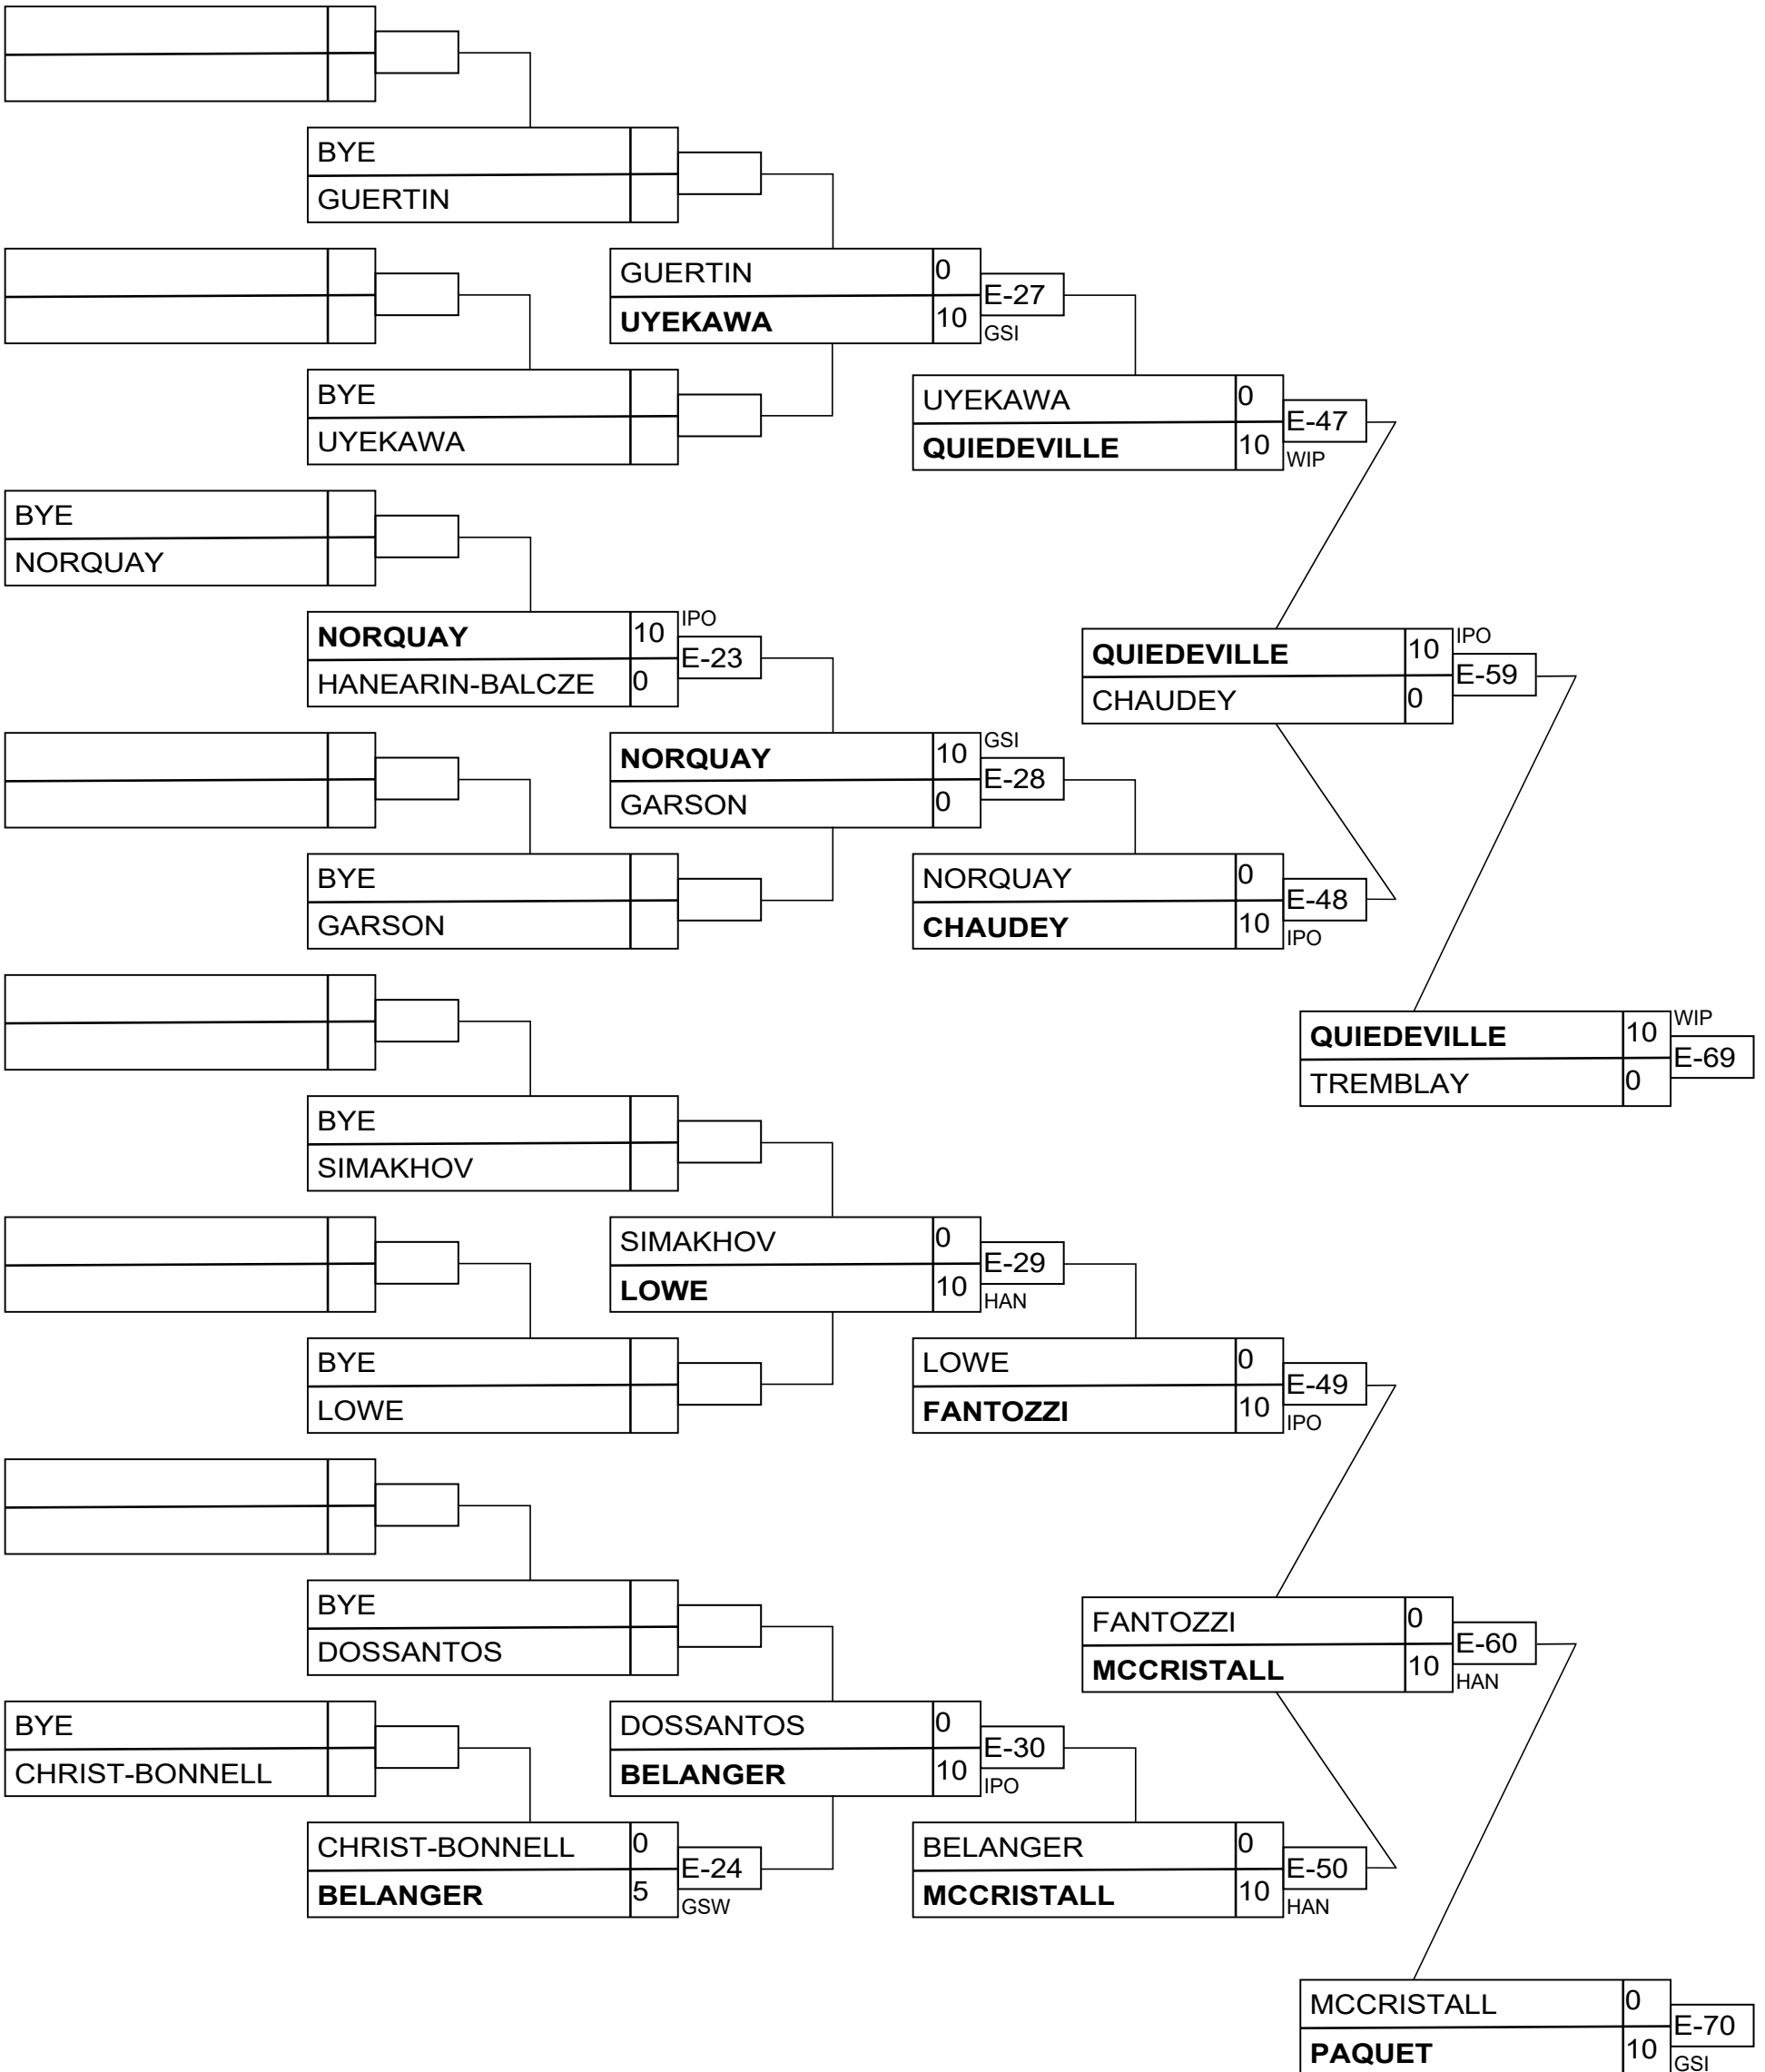 BYE
GUERTIN
GUERTIN 0
E-27
UYEKAWA 10
GSI
BYE
UYEKAWA
UYEKAWA 0
E-47
QUIEDEVILLE 10
WIP
BYE
NORQUAY
NORQUAY 10
IPO
E-23
HANEARIN-BALCZE 0
QUIEDEVILLE 10
IPO
E-59
CHAUDEY 0
NORQUAY 10
GSI
E-28
GARSON 0
BYE
GARSON
NORQUAY 0
E-48
CHAUDEY 10
IPO
QUIEDEVILLE 10
WIP
E-69
TREMBLAY 0
BYE
SIMAKHOV
SIMAKHOV 0
E-29
LOWE 10
HAN
BYE
LOWE
LOWE 0
E-49
FANTOZZI 10
IPO
BYE
DOSSANTOS
FANTOZZI 0
E-60
MCCRISTALL 10
HAN
BYE
CHRIST-BONNELL
DOSSANTOS 0
E-30
BELANGER 10
IPO
CHRIST-BONNELL 0
E-24
BELANGER 5
GSW
BELANGER 0
E-50
MCCRISTALL 10
HAN
MCCRISTALL 0
E-70
PAQUET 10
GSI